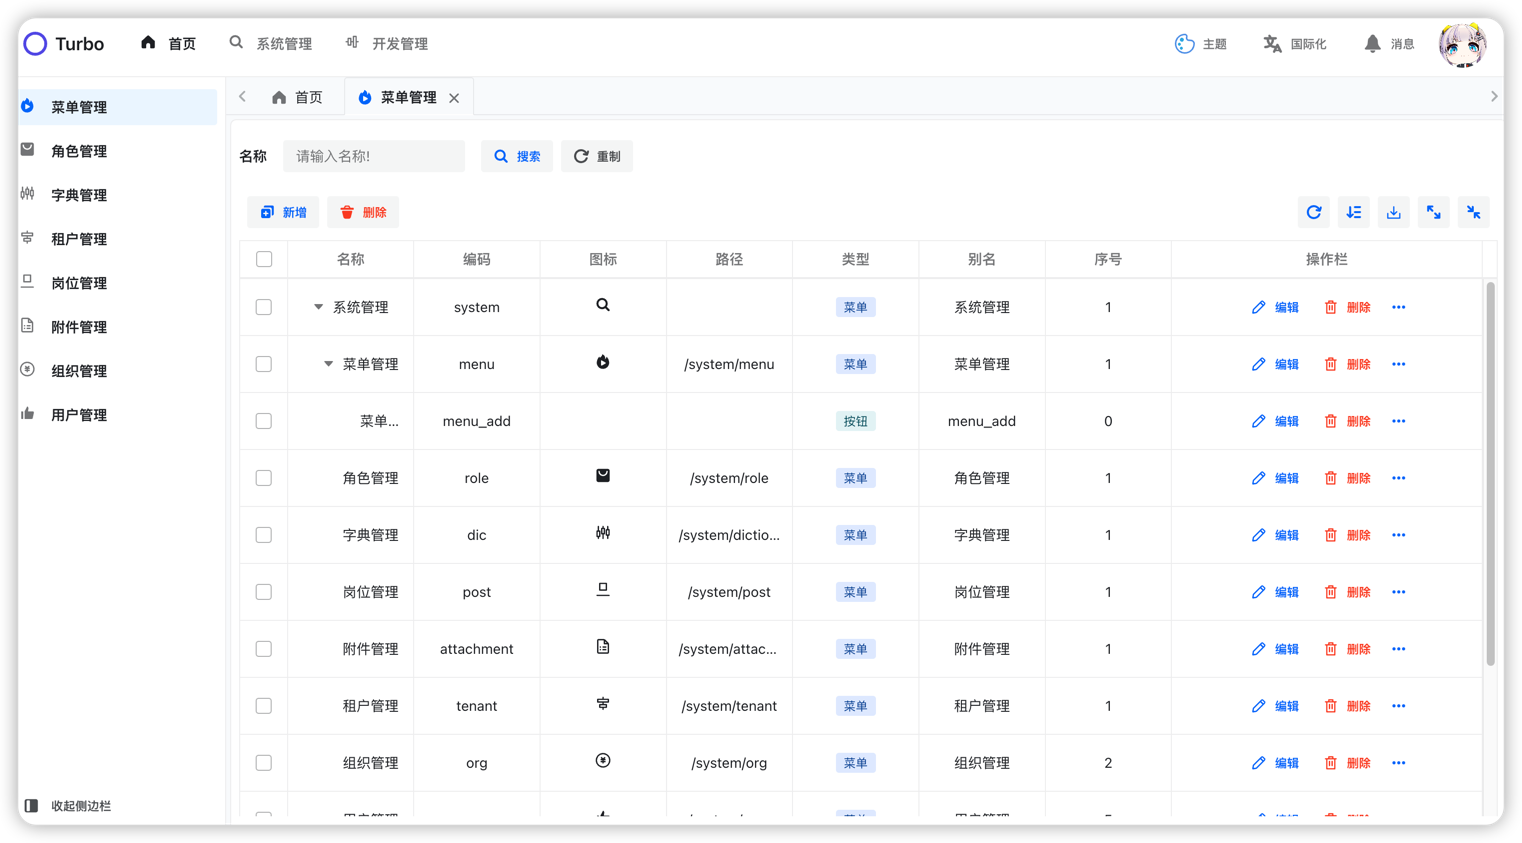 Turbo 首页 系统管理 开发管理 主题 国际化 消息
菜单管理
角色管理
字典管理
租户管理
岗位管理
附件管理
组织管理
用户管理
收起侧边栏
首页 菜单管理
名称 请输入名称! 搜索 重制
新增 删除
名称 编码 图标 路径 类型 别名 序号 操作栏
系统管理 system 菜单 系统管理 1 编辑 删除
菜单管理 menu /system/menu 菜单 菜单管理 1 编辑 删除
菜单... menu_add 按钮 menu_add 0 编辑 删除
角色管理 role /system/role 菜单 角色管理 1 编辑 删除
字典管理 dic /system/dictio... 菜单 字典管理 1 编辑 删除
岗位管理 post /system/post 菜单 岗位管理 1 编辑 删除
附件管理 attachment /system/attac... 菜单 附件管理 1 编辑 删除
租户管理 tenant /system/tenant 菜单 租户管理 1 编辑 删除
组织管理 org /system/org 菜单 组织管理 2 编辑 删除